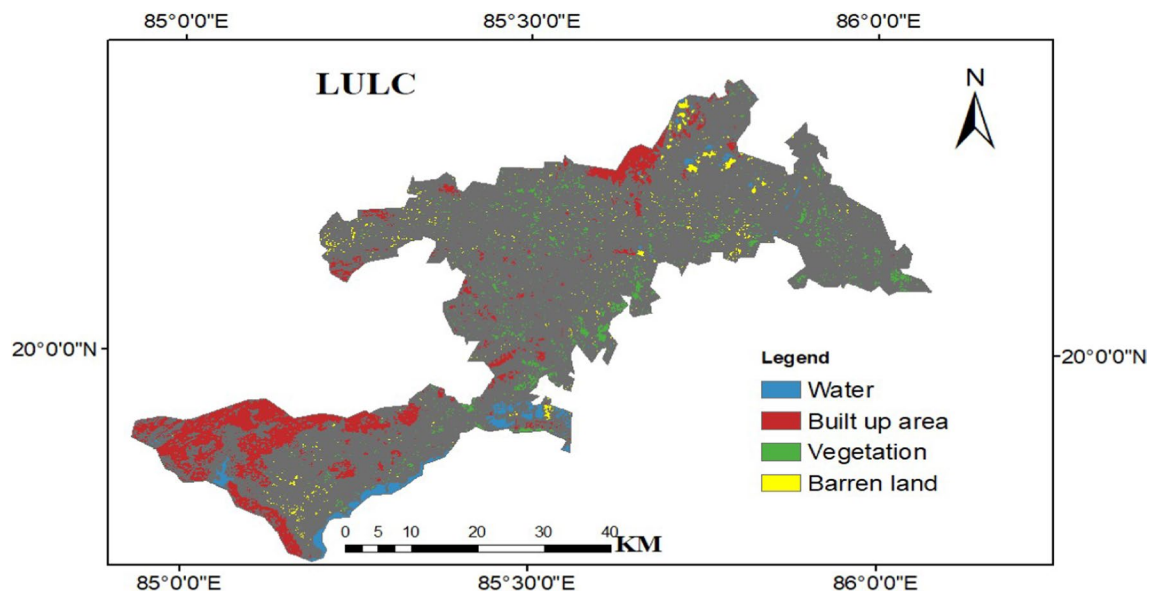 85°0'0"E 85°30'0"E 86°0'0"E
LULC
N
20°0'0"N 20°0'0"N
Legend
Water
Built up area
Vegetation
Barren land
0 5 10 20 30 40
KM
85°0'0"E 85°30'0"E 86°0'0"E